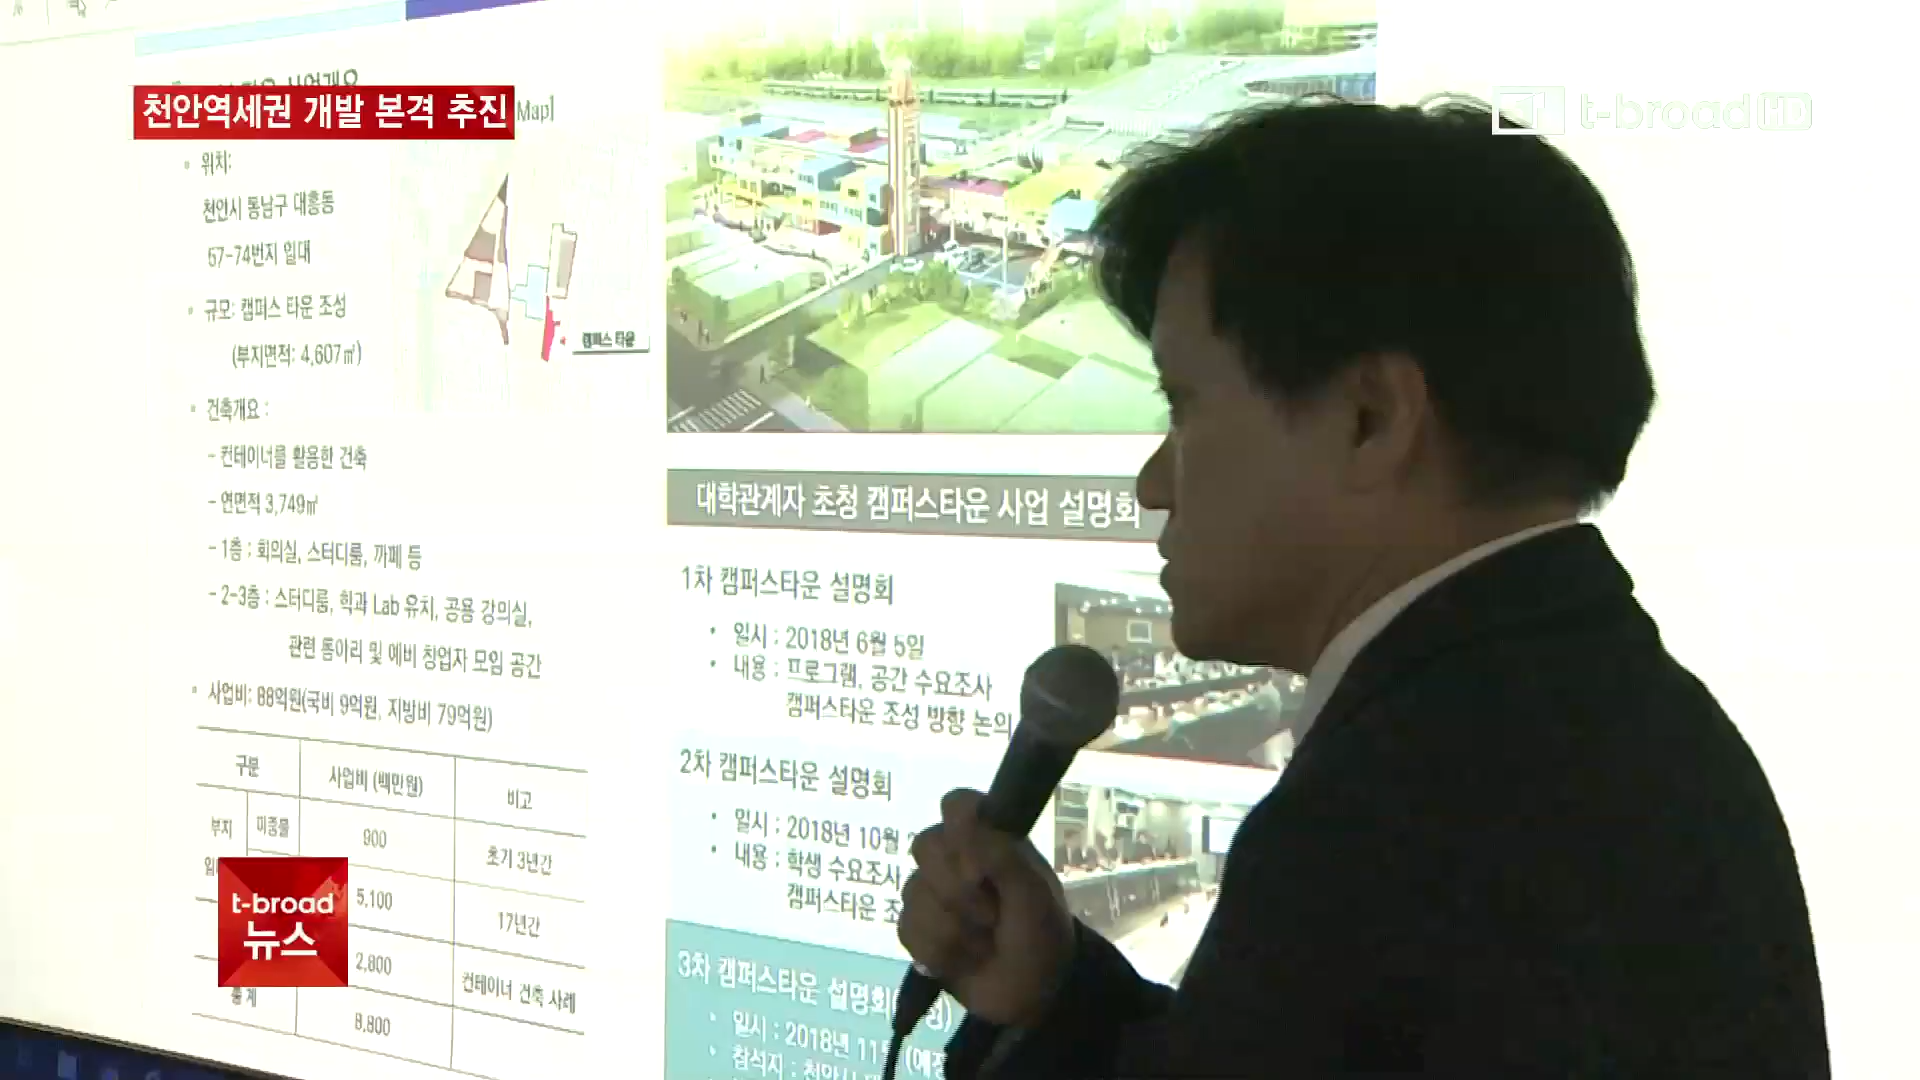 천안역세권 개발 본격 추진
Map]
t-broad HD
• 위치:
천안시 동남구 대흥동
57-74번지 일대
• 규모: 캠퍼스 타운 조성
(부지면적: 4,607㎡)
캠퍼스 타운
• 건축개요 :
- 컨테이너를 활용한 건축
- 연면적 3,749㎡
- 1층 : 회의실, 스터디룸, 까페 등
- 2-3층 : 스터디룸, 학과 Lab 유치, 공용 강의실,
관련 동아리 및 예비 창업자 모임 공간
• 사업비: 88억원(국비 9억원, 지방비 79억원)
구분 사업비 (백만원) 비고
부지 900 초기 3년간
5,100 17년간
2,800 컨테이너 건축 사례
총계 8,800
대학관계자 초청 캠퍼스타운 사업 설명회
1차 캠퍼스타운 설명회
• 일시 : 2018년 6월 5일
• 내용 : 프로그램, 공간 수요조사
캠퍼스타운 조성 방향 논의
2차 캠퍼스타운 설명회
• 일시 : 2018년 10월
• 내용 : 학생 수요조사
캠퍼스타운
3차 캠퍼스타운 설명회
• 일시 : 2018년
• 참석자 : 천안시
t-broad
뉴스